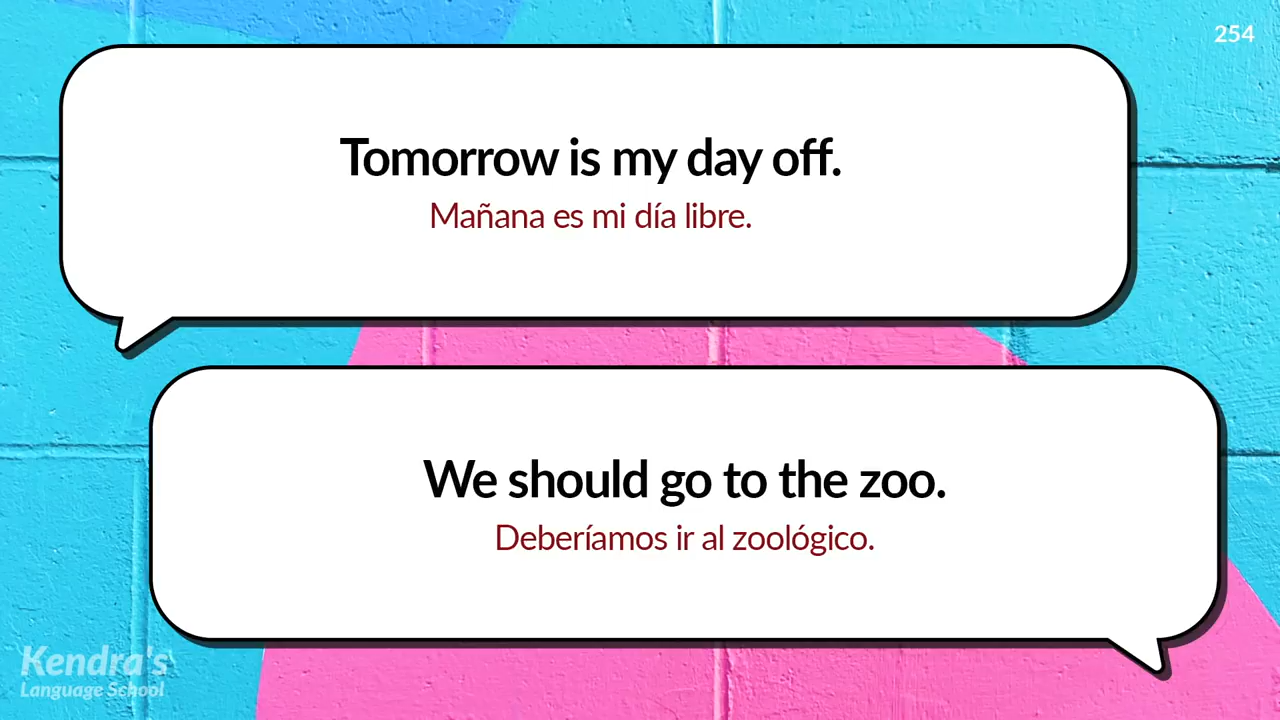 254
Tomorrow is my day off.
Mañana es mi día libre.
We should go to the zoo.
Deberíamos ir al zoológico.
Kendra's
Language School